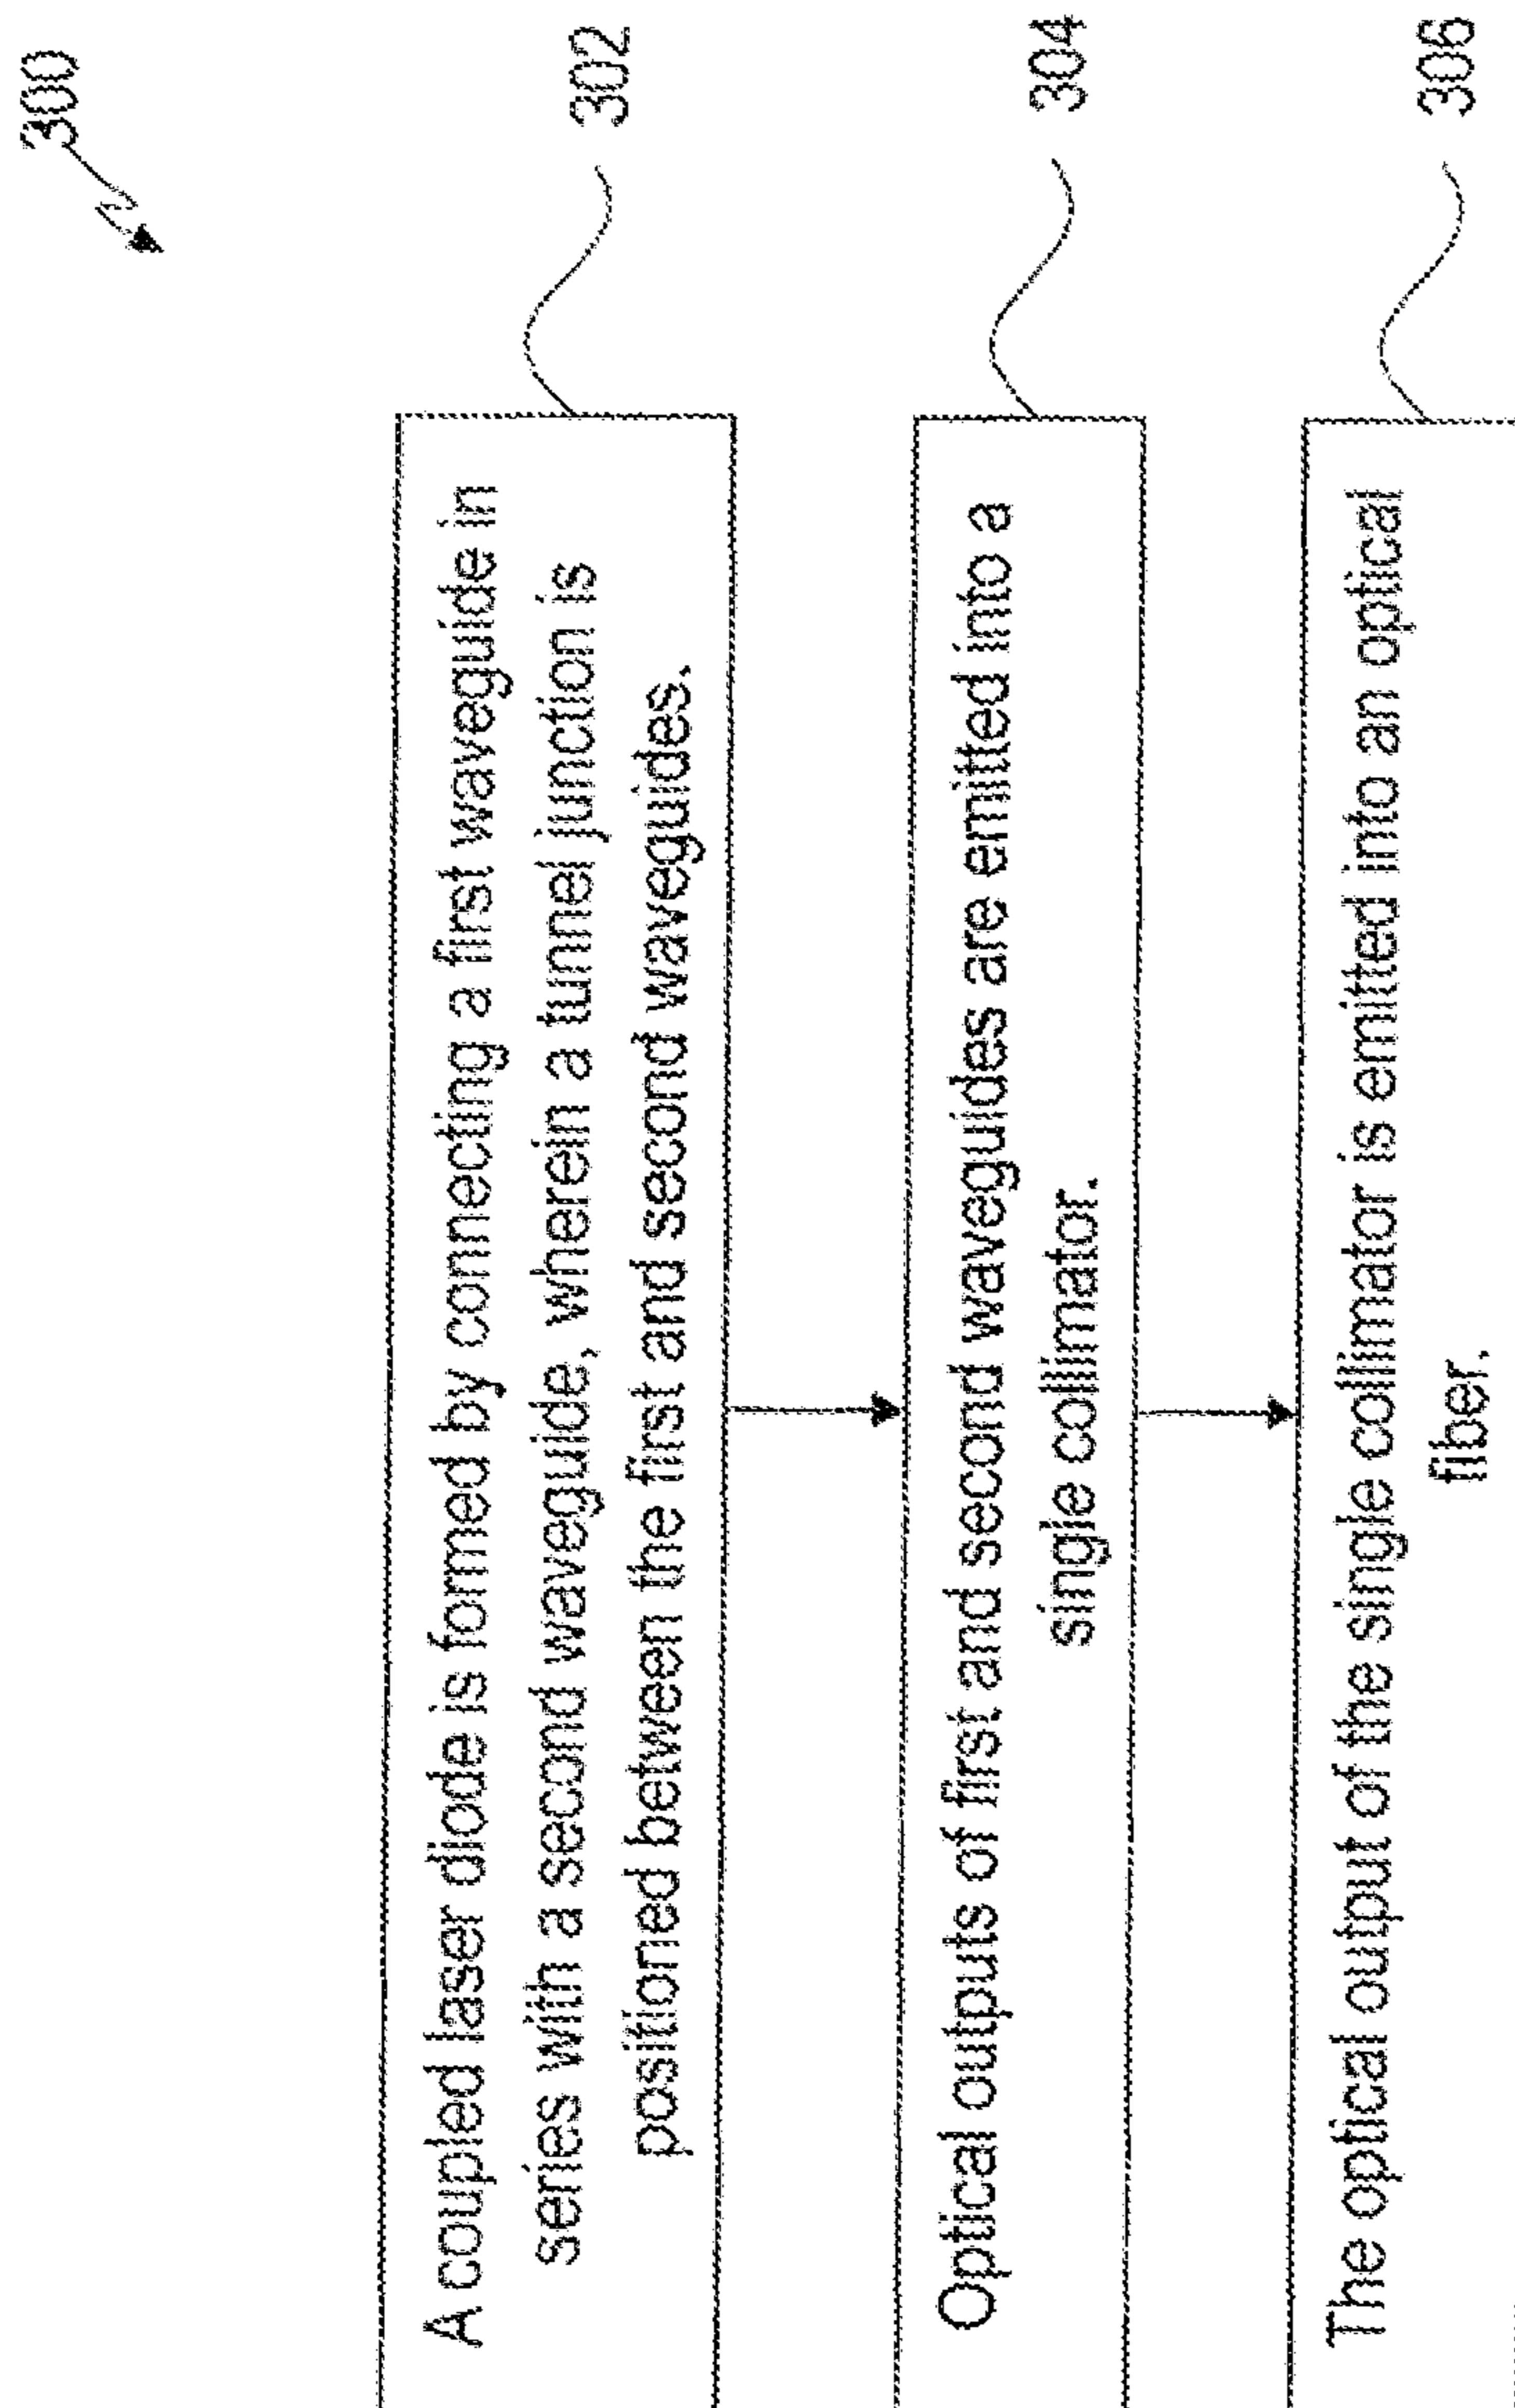 300
A coupled laser diode is formed by connecting a first waveguide in
series with a second waveguide, wherein a tunnel junction is
positioned between the first and second waveguides.
302
Optical outputs of first and second waveguides are emitted into a
single collimator.
304
The optical output of the single collimator is emitted into an optical
fiber.
306